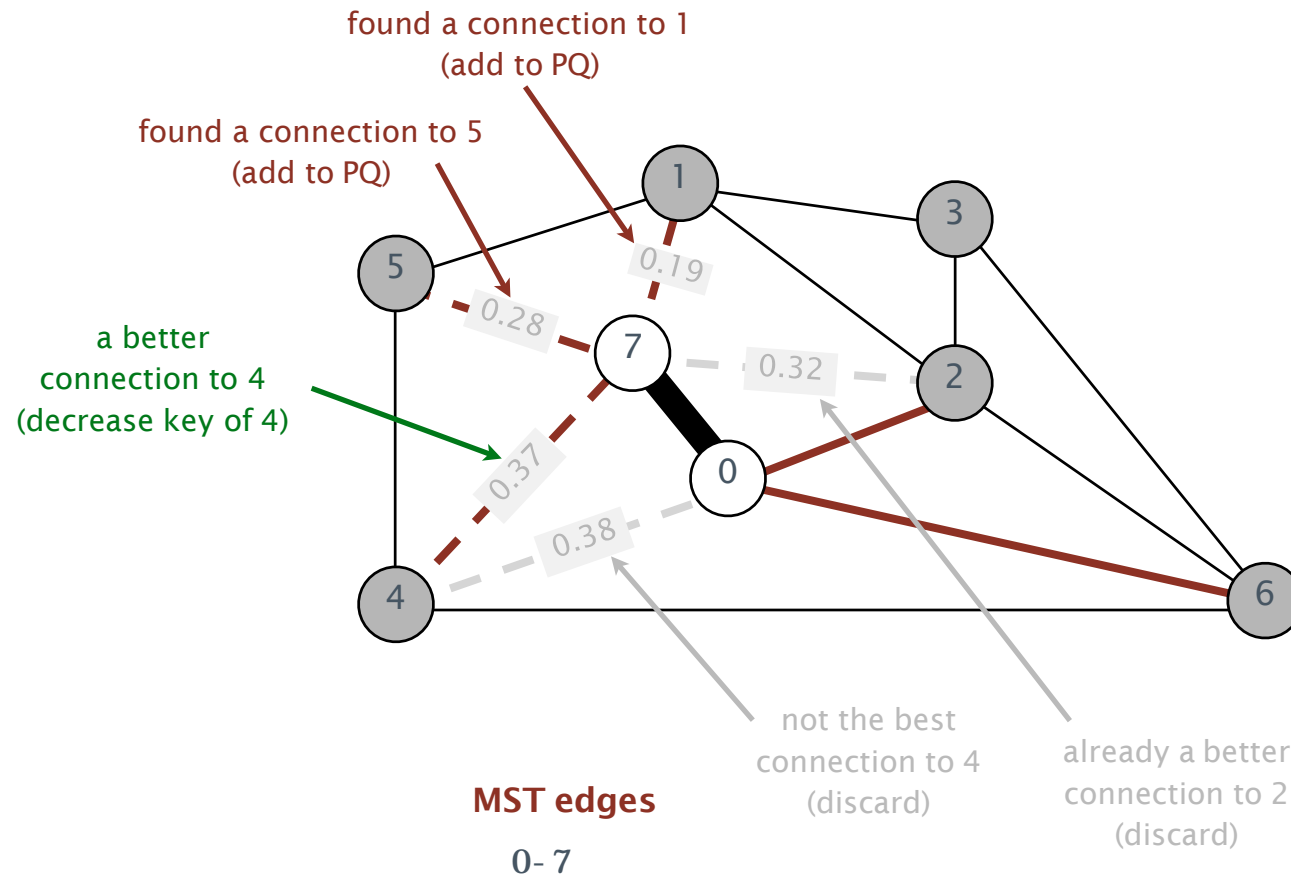 found a connection to 1
(add to PQ)
found a connection to 5
(add to PQ)
1
3
5
0.19
0.28
a better
connection to 4
(decrease key of 4)
7
0.32
2
0.37
0
0.38
4
6
not the best
connection to 4
(discard)
already a better
connection to 2
(discard)
MST edges
0-7